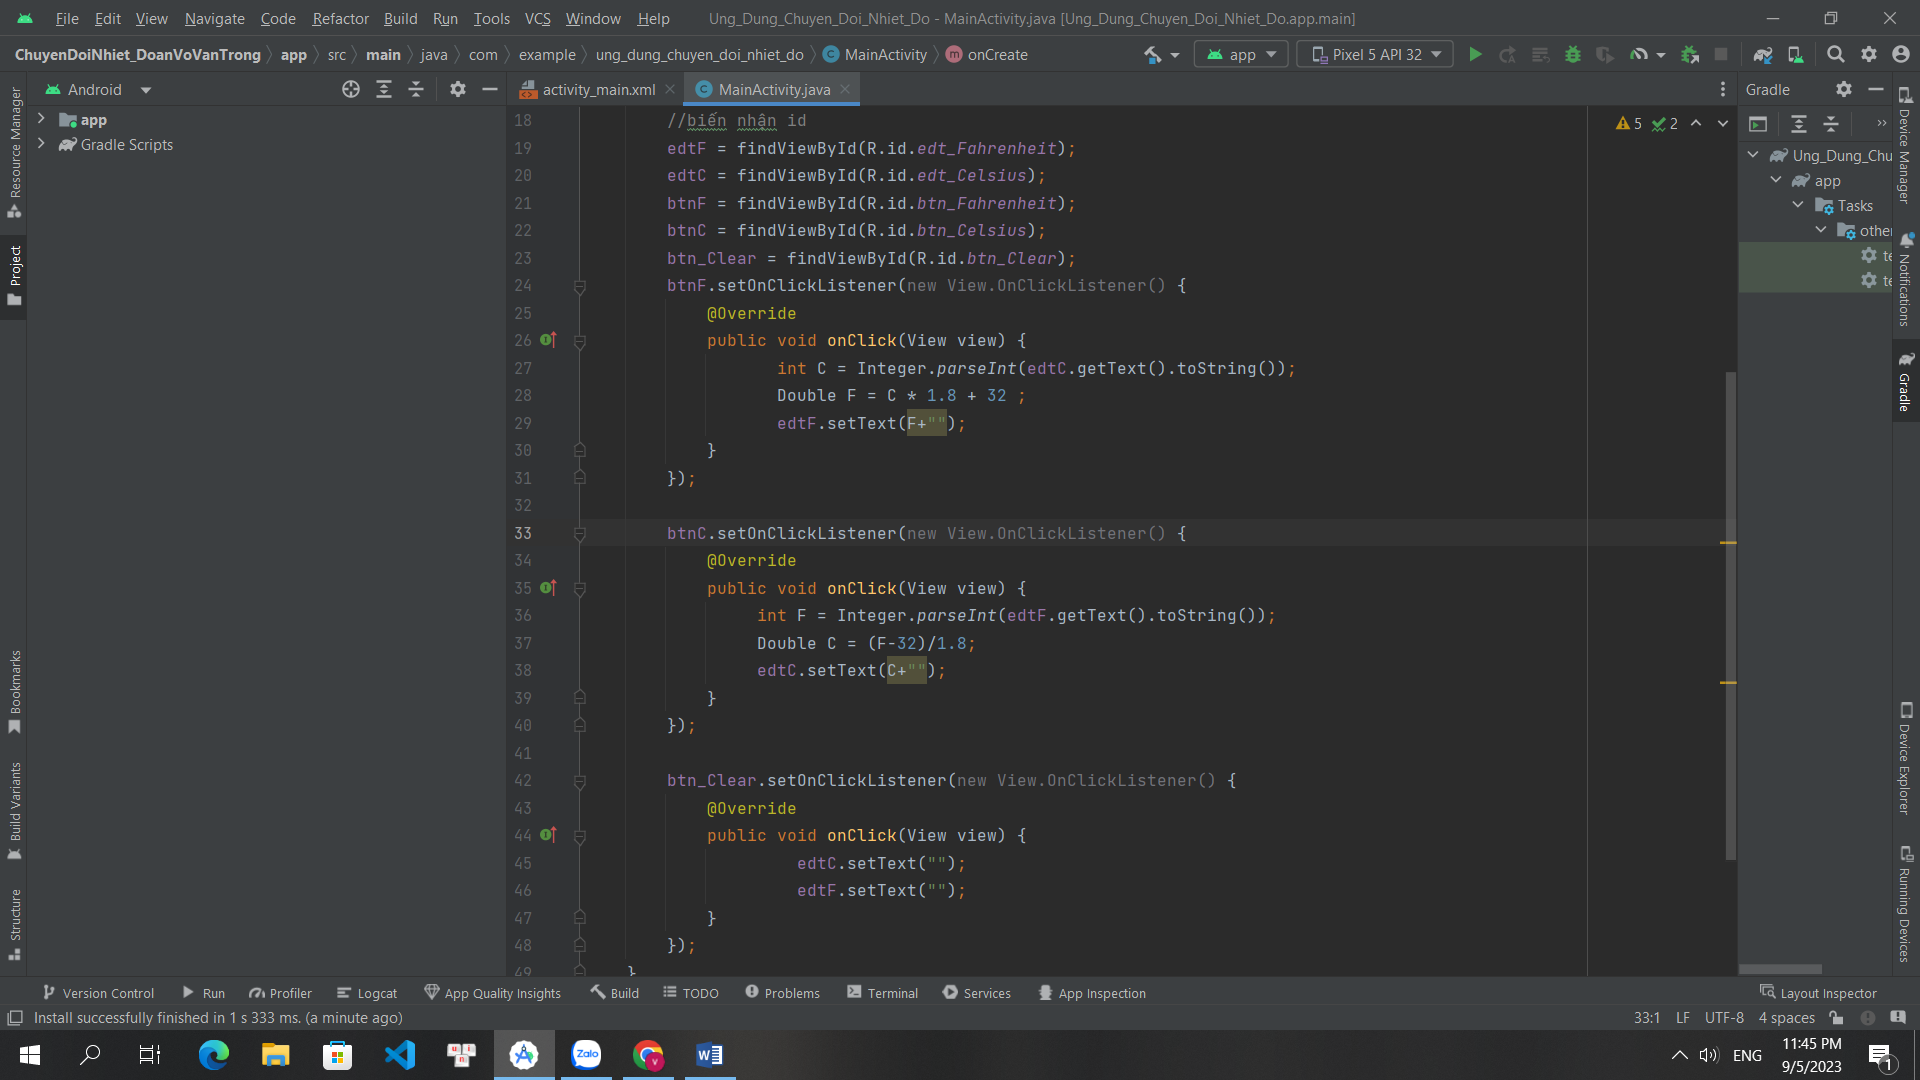 File Edit View Navigate Code Refactor Build Run Tools VCS Window Help Ung_Dung_Chuyen_Doi_Nhiet_Do - MainActivity.java [Ung_Dung_Chuyen_Doi_Nhiet_Do.app.main]
ChuyenDoiNhiet_DoanVoVanTrong app src main java com example ung_dung_chuyen_doi_nhiet_do MainActivity onCreate app Pixel 5 API 32
Android
activity_main.xml MainActivity.java
Gradle
app
Gradle Scripts
18 //biến nhận id
19 edtF = findViewById(R.id.edt_Fahrenheit);
20 edtC = findViewById(R.id.edt_Celsius);
21 btnF = findViewById(R.id.btn_Fahrenheit);
22 btnC = findViewById(R.id.btn_Celsius);
23 btn_Clear = findViewById(R.id.btn_Clear);
24 btnF.setOnClickListener(new View.OnClickListener() {
25 @Override
26 public void onClick(View view) {
27 int C = Integer.parseInt(edtC.getText().toString());
28 Double F = C * 1.8 + 32 ;
29 edtF.setText(F+"");
30 }
31 });
32
33 btnC.setOnClickListener(new View.OnClickListener() {
34 @Override
35 public void onClick(View view) {
36 int F = Integer.parseInt(edtF.getText().toString());
37 Double C = (F-32)/1.8;
38 edtC.setText(C+"");
39 }
40 });
41
42 btn_Clear.setOnClickListener(new View.OnClickListener() {
43 @Override
44 public void onClick(View view) {
45 edtC.setText("");
46 edtF.setText("");
47 }
48 });
49 }
5 2
Ung_Dung_Chu
app
Tasks
othe
te
te
Resource Manager
Project
Bookmarks
Build Variants
Structure
Device Manager
Notifications
Gradle
Device Explorer
Running Devices
Version Control Run Profiler Logcat App Quality Insights Build TODO Problems Terminal Services App Inspection Layout Inspector
Install successfully finished in 1 s 333 ms. (a minute ago) 33:1 LF UTF-8 4 spaces
Zalo
ENG
11:45 PM
9/5/2023
1